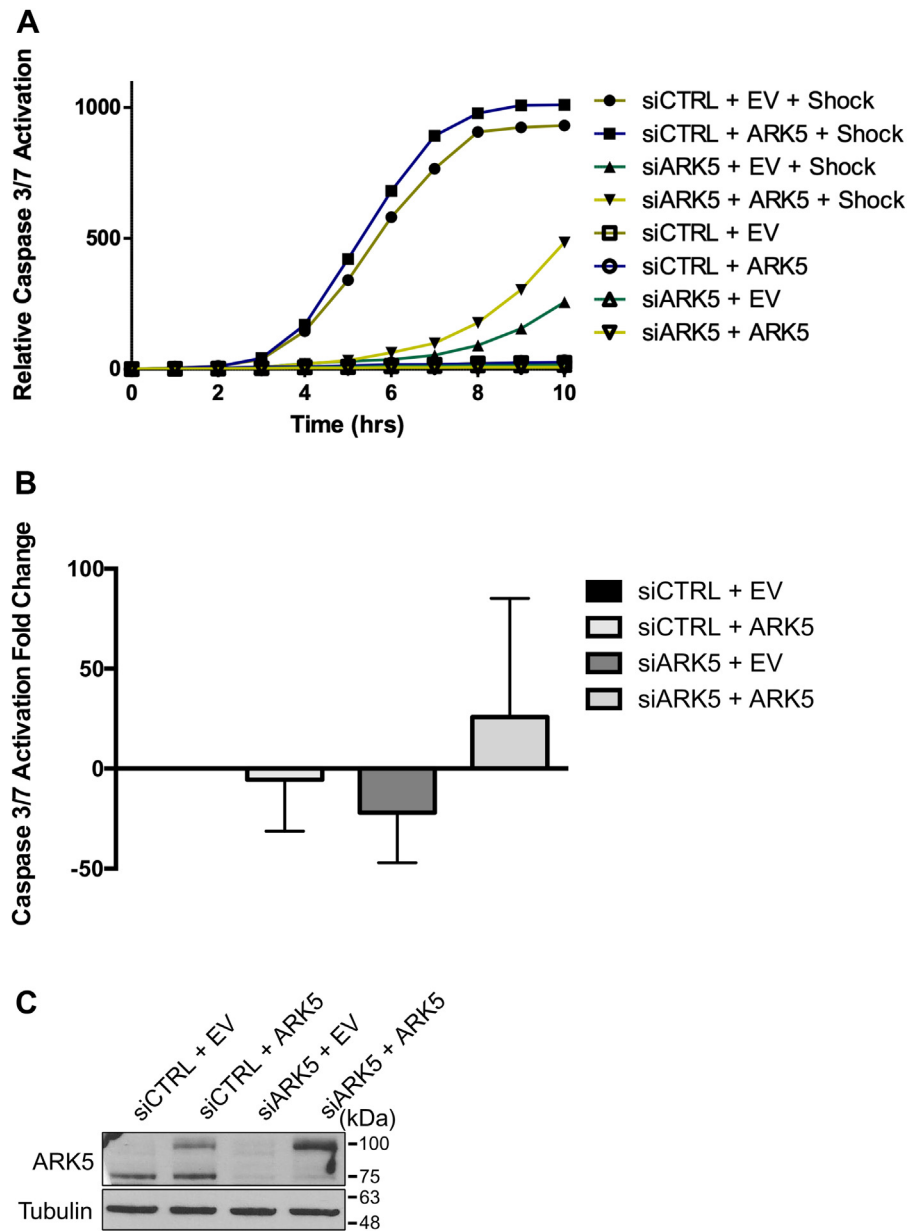 A
Relative Caspase 3/7 Activation
1000
500
0
0 2 4 6 8 10
Time (hrs)
siCTRL + EV + Shock
siCTRL + ARK5 + Shock
siARK5 + EV + Shock
siARK5 + ARK5 + Shock
siCTRL + EV
siCTRL + ARK5
siARK5 + EV
siARK5 + ARK5
B
Caspase 3/7 Activation Fold Change
100
50
0
-50
siCTRL + EV
siCTRL + ARK5
siARK5 + EV
siARK5 + ARK5
C
siCTRL + EV
siCTRL + ARK5
siARK5 + EV
siARK5 + ARK5
(kDa)
ARK5
100
75
Tubulin
63
48